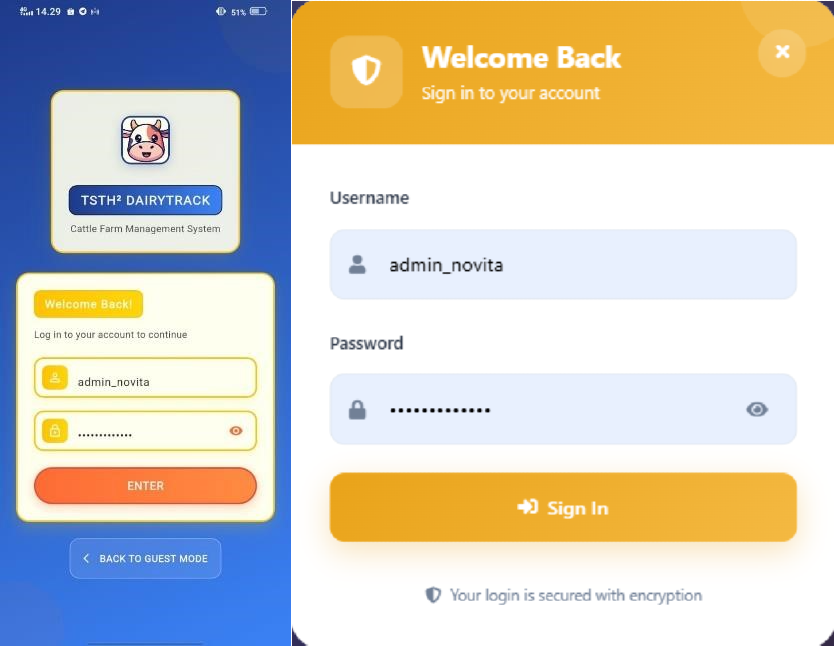 14.29
51%
TSTH² DAIRYTRACK
Cattle Farm Management System
Welcome Back!
Log in to your account to continue
admin_novita
•••••••••••••
ENTER
BACK TO GUEST MODE
Welcome Back
Sign in to your account
Username
admin_novita
Password
•••••••••••••
Sign In
Your login is secured with encryption